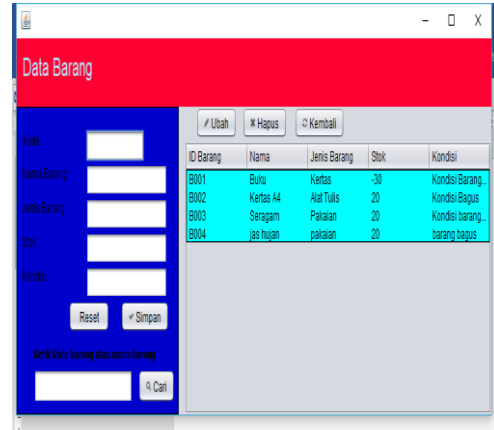 Data Barang
Ubah Hapus Kembali
Kode
Nama Barang
Jenis Barang
Stok
Kondisi
Reset Simpan
Ketik Kode barang atau nama barang
Cari
ID Barang Nama Jenis Barang Stok Kondisi
B001 Buku Kertas -30 Kondisi Barang...
B002 Kertas A4 Alat Tulis 20 Kondisi Bagus
B003 Seragam Pakaian 20 Kondisi barang...
B004 jas hujan pakaian 20 barang bagus